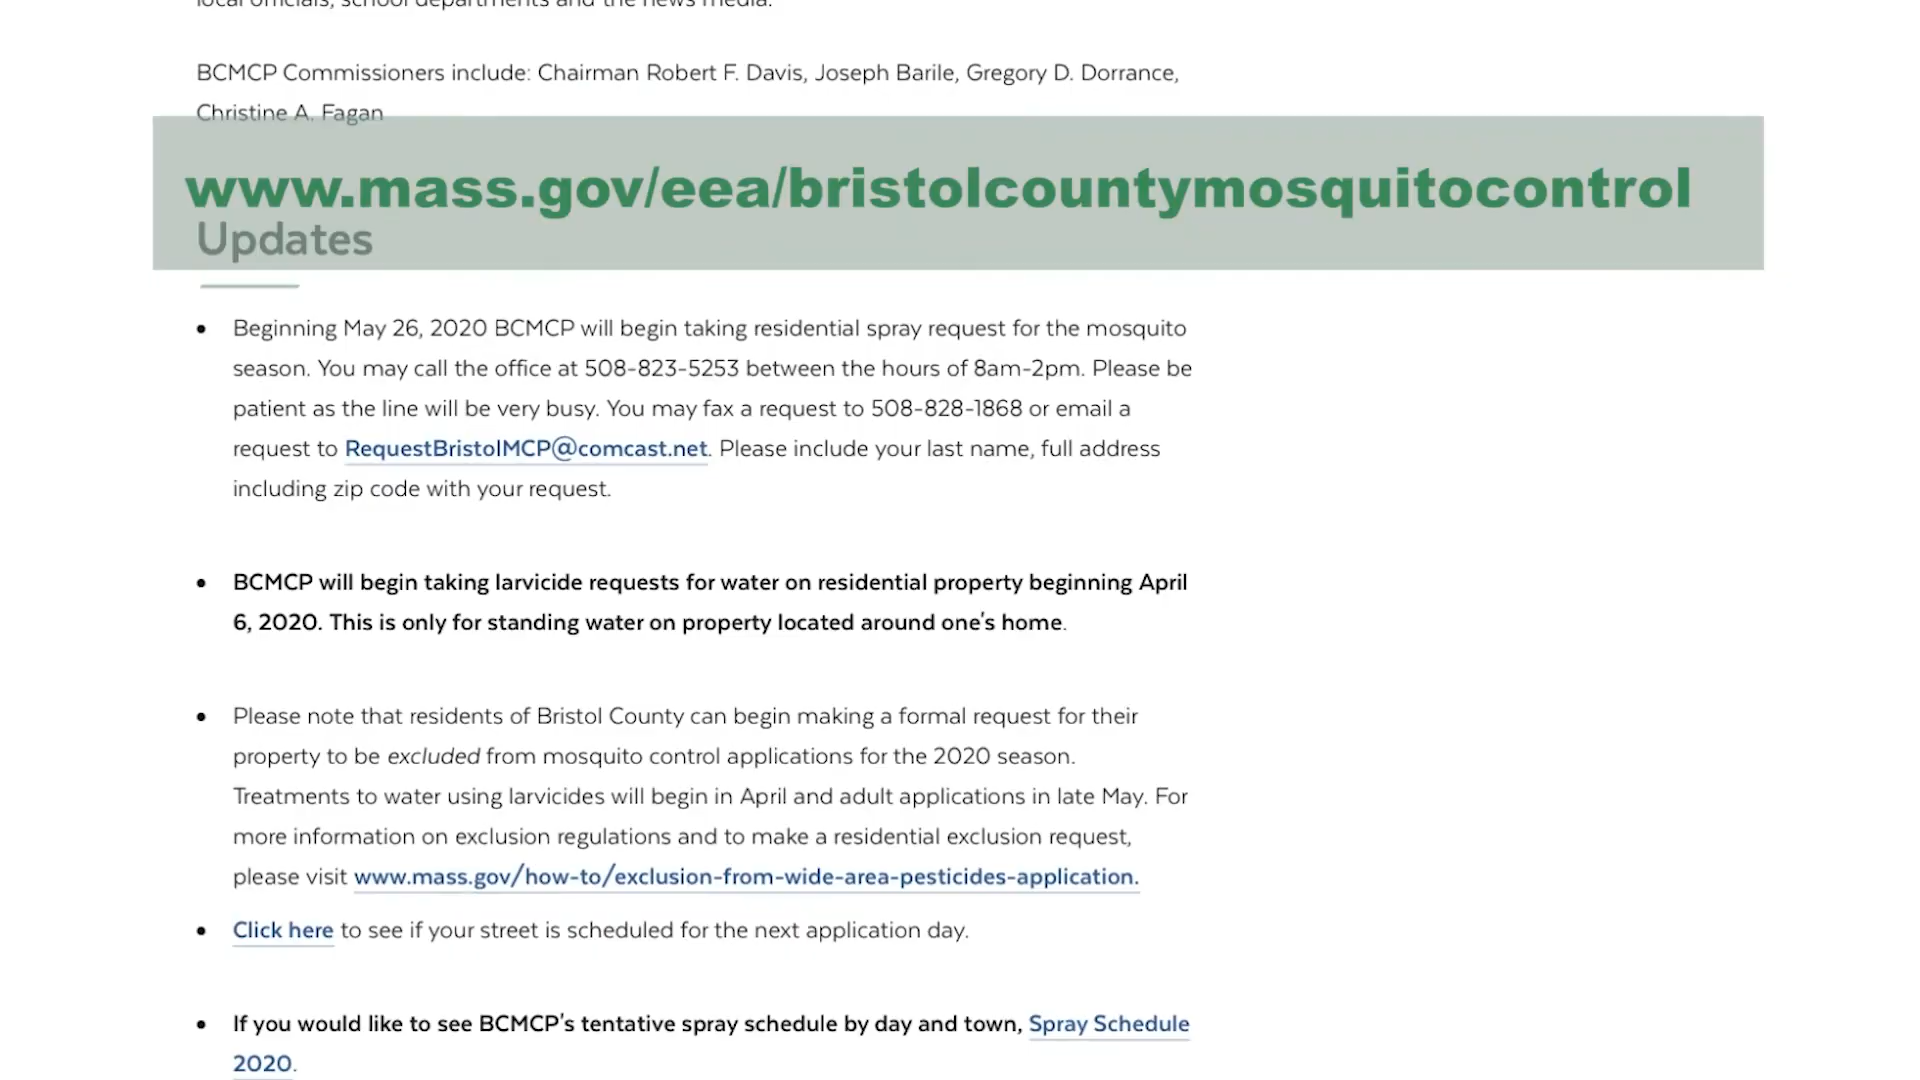 local officials, school departments and the news media.
BCMCP Commissioners include: Chairman Robert F. Davis, Joseph Barile, Gregory D. Dorrance,
Christine A. Fagan
www.mass.gov/eea/bristolcountymosquitocontrol
Updates
• Beginning May 26, 2020 BCMCP will begin taking residential spray request for the mosquito
season. You may call the office at 508-823-5253 between the hours of 8am-2pm. Please be
patient as the line will be very busy. You may fax a request to 508-828-1868 or email a
request to RequestBristolMCP@comcast.net. Please include your last name, full address
including zip code with your request.
• BCMCP will begin taking larvicide requests for water on residential property beginning April
6, 2020. This is only for standing water on property located around one's home.
• Please note that residents of Bristol County can begin making a formal request for their
property to be excluded from mosquito control applications for the 2020 season.
Treatments to water using larvicides will begin in April and adult applications in late May. For
more information on exclusion regulations and to make a residential exclusion request,
please visit www.mass.gov/how-to/exclusion-from-wide-area-pesticides-application.
• Click here to see if your street is scheduled for the next application day.
• If you would like to see BCMCP's tentative spray schedule by day and town, Spray Schedule
2020.